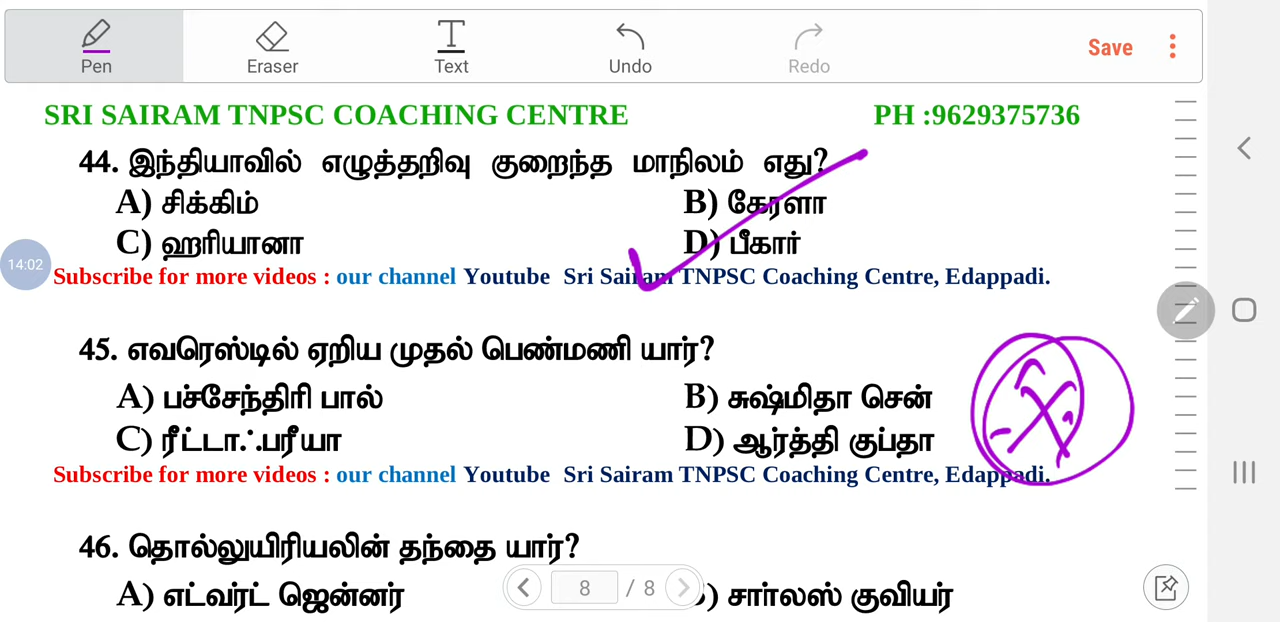 Pen Eraser Text Undo Redo Save
SRI SAIRAM TNPSC COACHING CENTRE PH :9629375736
44. இந்தியாவில் எழுத்தறிவு குறைந்த மாநிலம் எது?
A) சிக்கிம் B) கேரளா
C) ஹரியானா D) பீகார்
14:02
Subscribe for more videos : our channel Youtube Sri Sairam TNPSC Coaching Centre, Edappadi.
45. எவரெஸ்டில் ஏறிய முதல் பெண்மணி யார்?
A) பச்சேந்திரி பால் B) சுஷ்மிதா சென்
C) ரீட்டாஃபரீயா D) ஆர்த்தி குப்தா
Subscribe for more videos : our channel Youtube Sri Sairam TNPSC Coaching Centre, Edappadi.
46. தொல்லுயிரியலின் தந்தை யார்?
A) எட்வர்ட் ஜென்னர் ) சார்லஸ் குவியர்
8 / 8